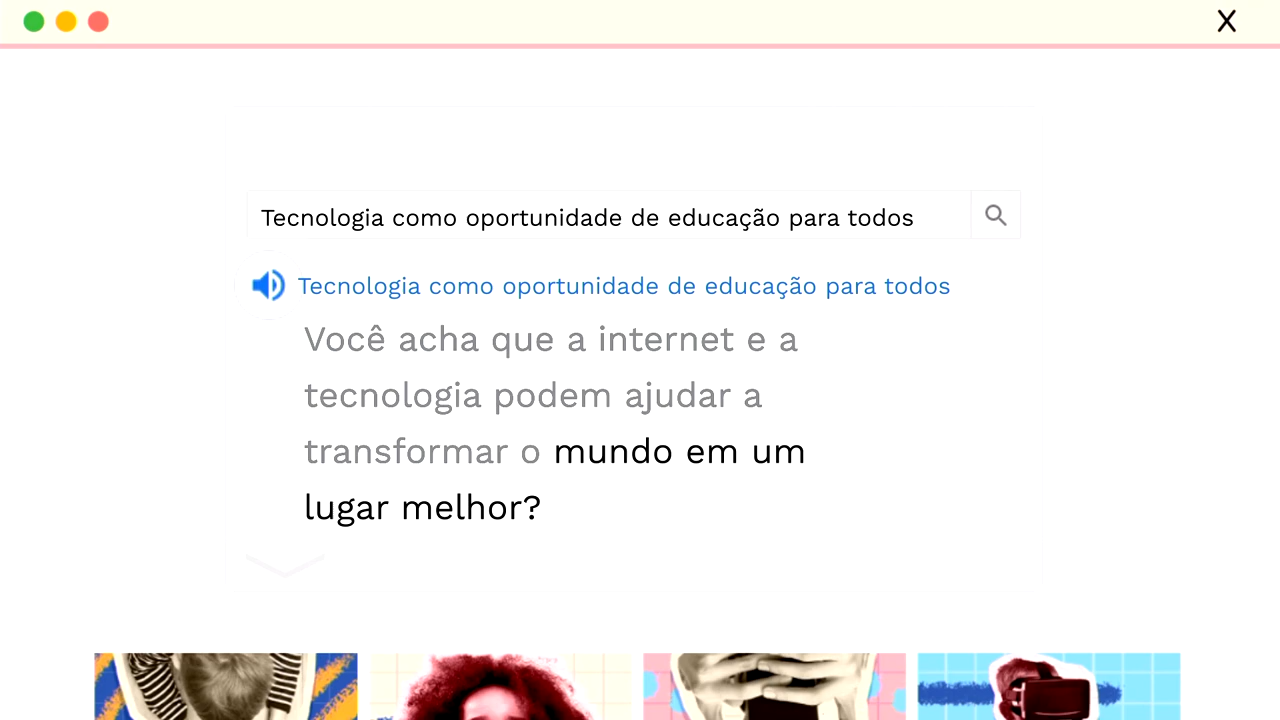 X
Tecnologia como oportunidade de educação para todos
Tecnologia como oportunidade de educação para todos
Você acha que a internet e a
tecnologia podem ajudar a
transformar o mundo em um
lugar melhor?